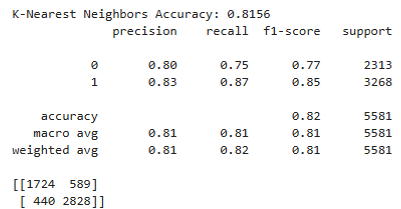 K-Nearest Neighbors Accuracy: 0.8156
precision recall f1-score support
0 0.80 0.75 0.77 2313
1 0.83 0.87 0.85 3268
accuracy 0.82 5581
macro avg 0.81 0.81 0.81 5581
weighted avg 0.81 0.82 0.81 5581
[[1724 589]
[ 440 2828]]